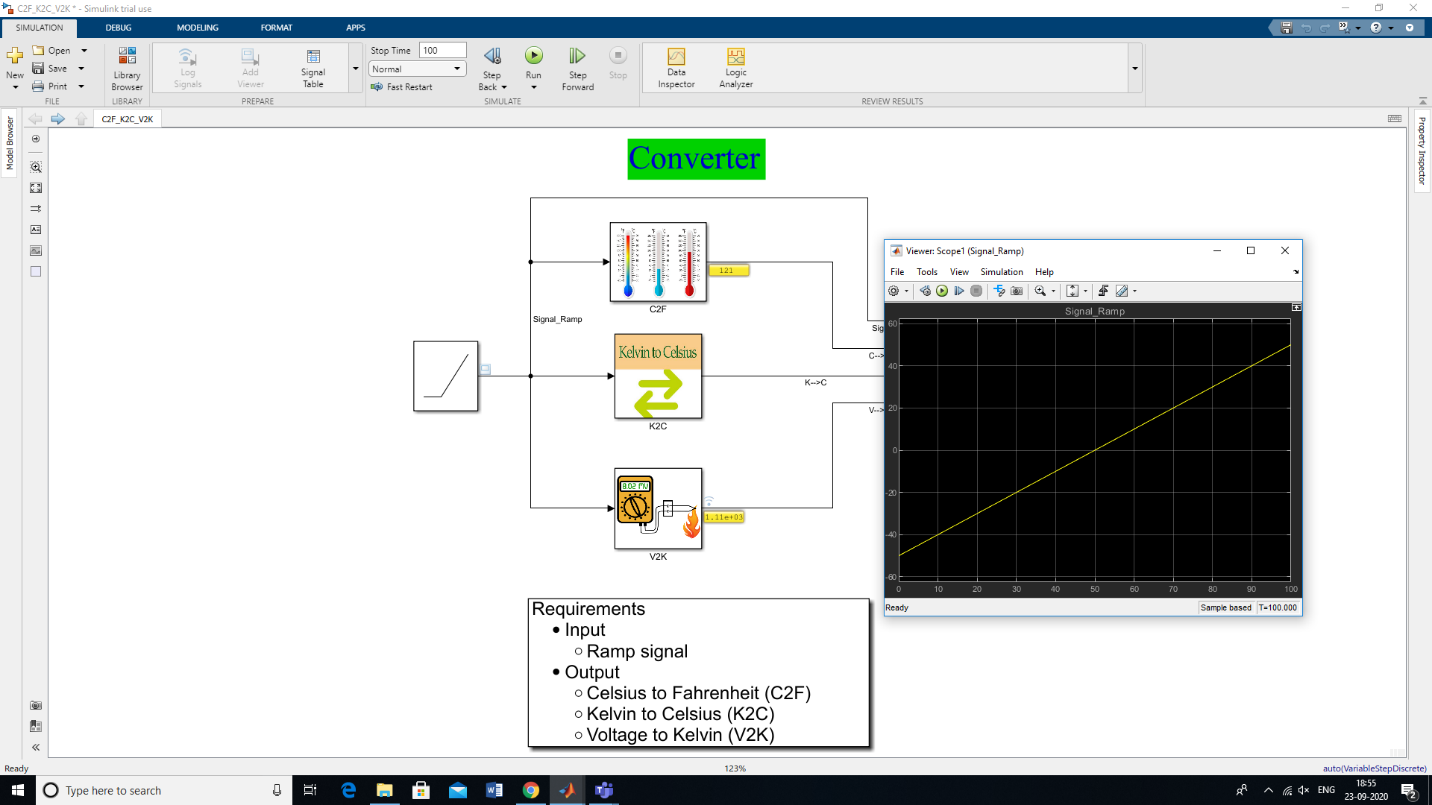 C2F_K2C_V2K * - Simulink trial use
SIMULATION DEBUG MODELING FORMAT APPS
New
Open
Save
Print
FILE
Library Browser
LIBRARY
Log Signals
Add Viewer
Signal Table
PREPARE
Stop Time 100
Normal
Fast Restart
Step Back
Run
Step Forward
Stop
SIMULATE
Data Inspector
Logic Analyzer
REVIEW RESULTS
Model Browser
C2F_K2C_V2K
Property Inspector
Converter
121
C2F
Signal_Ramp
Kelvin to Celsius
K2C
8.02 mV
1.11e+03
V2K
Sig
C-->
K-->C
V-->
Viewer: Scope1 (Signal_Ramp)
File Tools View Simulation Help
Signal_Ramp
60
40
20
0
-20
-40
-60
0 10 20 30 40 50 60 70 80 90 100
Ready
Sample based T=100.000
Requirements
• Input
○ Ramp signal
• Output
○ Celsius to Fahrenheit (C2F)
○ Kelvin to Celsius (K2C)
○ Voltage to Kelvin (V2K)
Ready
123%
auto(VariableStepDiscrete)
Type here to search
ENG
18:55
23-09-2020
2